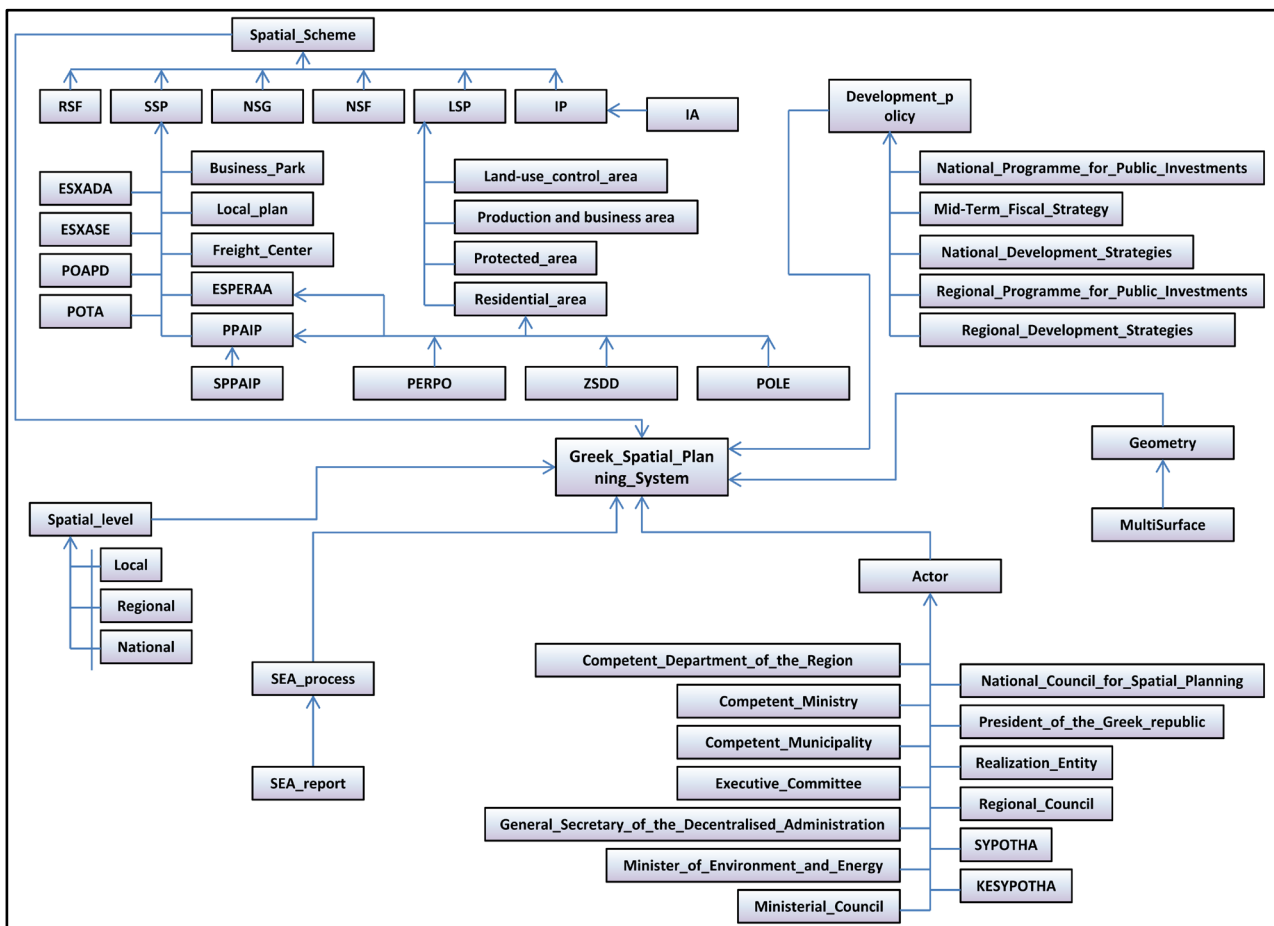 Spatial_Scheme
RSF
SSP
NSG
NSF
LSP
IP
IA
Development_p
olicy
Business_Park
Local_plan
Freight_Center
ESPERAA
PPAIP
SPPAIP
ESXADA
ESXASE
POAPD
POTA
Land-use_control_area
Production and business area
Protected_area
Residential_area
PERPO
ZSDD
POLE
National_Programme_for_Public_Investments
Mid-Term_Fiscal_Strategy
National_Development_Strategies
Regional_Programme_for_Public_Investments
Regional_Development_Strategies
Greek_Spatial_Plan
ning_System
Geometry
MultiSurface
Spatial_level
Local
Regional
National
SEA_process
SEA_report
Actor
Competent_Department_of_the_Region
Competent_Ministry
Competent_Municipality
Executive_Committee
General_Secretary_of_the_Decentralised_Administration
Minister_of_Environment_and_Energy
Ministerial_Council
National_Council_for_Spatial_Planning
President_of_the_Greek_republic
Realization_Entity
Regional_Council
SYPOTHA
KESYPOTHA